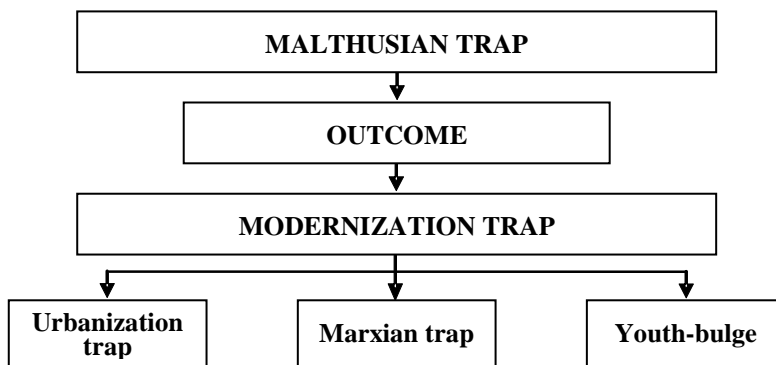 MALTHUSIAN TRAP
OUTCOME
MODERNIZATION TRAP
Urbanization
trap
Marxian trap
Youth-bulge